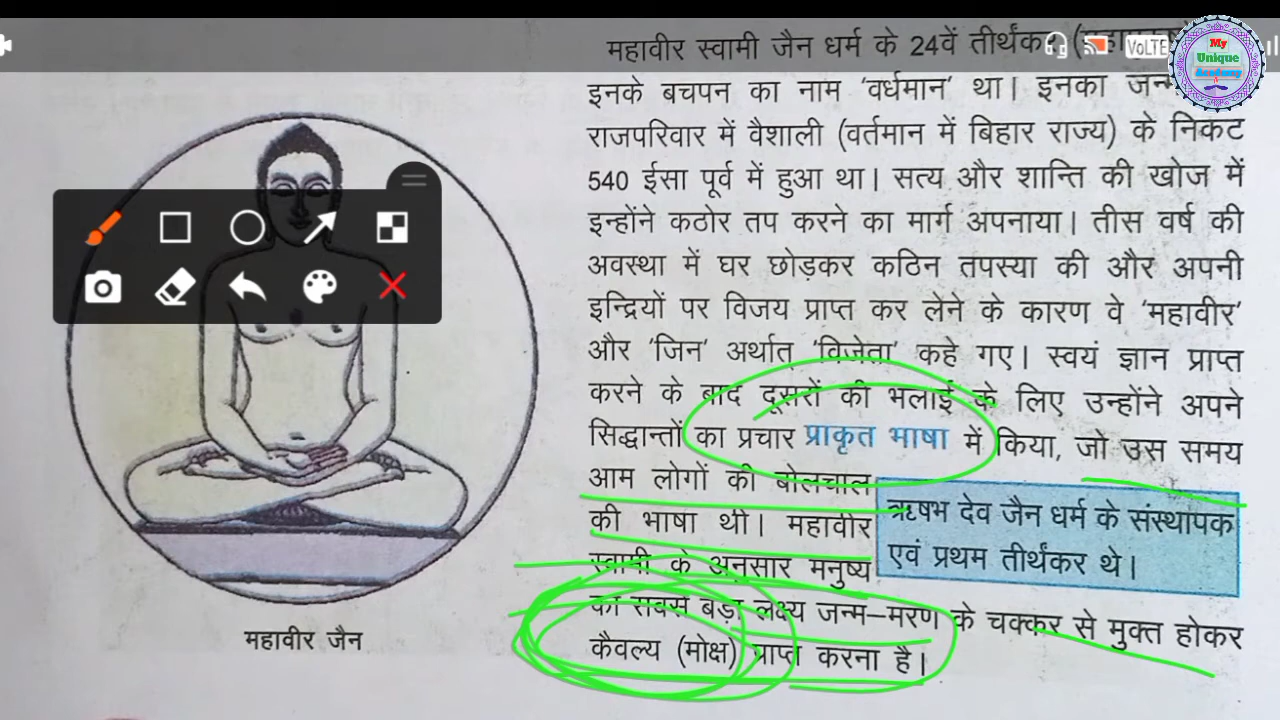 महावीर स्वामी जैन धर्म के 24वें तीर्थंकर
इनके बचपन का नाम 'वर्धमान' था। इनका जन्म
राजपरिवार में वैशाली (वर्तमान में बिहार राज्य) के निकट
540 ईसा पूर्व में हुआ था। सत्य और शान्ति की खोज में
इन्होंने कठोर तप करने का मार्ग अपनाया। तीस वर्ष की
अवस्था में घर छोड़कर कठिन तपस्या की और अपनी
इन्द्रियों पर विजय प्राप्त कर लेने के कारण वे 'महावीर'
और 'जिन' अर्थात् 'विजेता' कहे गए। स्वयं ज्ञान प्राप्त
करने के बाद दूसरों की भलाई के लिए उन्होंने अपने
सिद्धान्तों का प्रचार प्राकृत भाषा में किया, जो उस समय
आम लोगों की बोलचाल
की भाषा थी। महावीर
स्वामी के अनुसार मनुष्य
का सबसे बड़ा लक्ष्य जन्म–मरण के चक्कर से मुक्त होकर
कैवल्य (मोक्ष) प्राप्त करना है।
ऋषभ देव जैन धर्म के संस्थापक
एवं प्रथम तीर्थंकर थे।
महावीर जैन
VoLTE
My
Unique
Academy